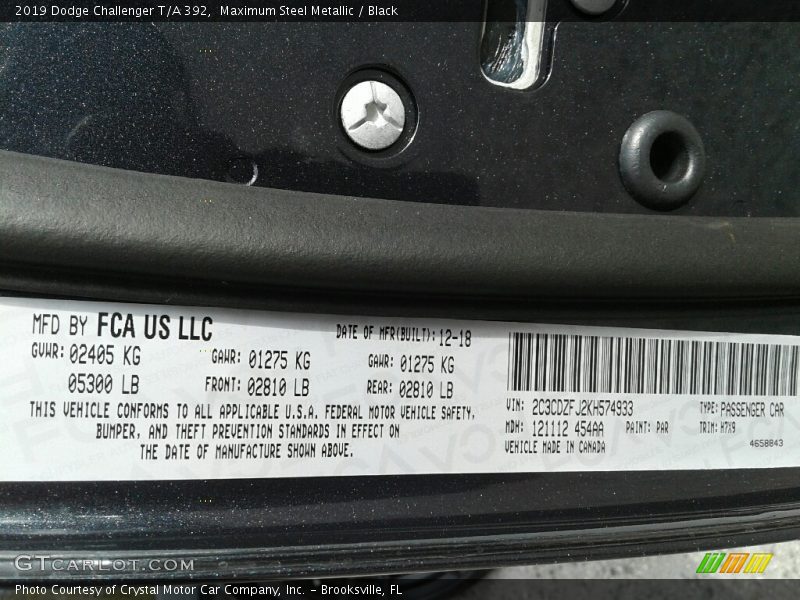 2019 Dodge Challenger T/A 392, Maximum Steel Metallic / Black
MFD BY FCA US LLC
DATE OF MFR(BUILT): 12-18
GVWR: 02405 KG GAWR: 01275 KG GAWR: 01275 KG
05300 LB FRONT: 02810 LB REAR: 02810 LB
THIS VEHICLE CONFORMS TO ALL APPLICABLE U.S.A. FEDERAL MOTOR VEHICLE SAFETY,
BUMPER, AND THEFT PREVENTION STANDARDS IN EFFECT ON
THE DATE OF MANUFACTURE SHOWN ABOVE.
VIN: 2C3CDZFJ2KH574933 TYPE: PASSENGER CAR
MDH: 121112 454AA PAINT: PAR TRIM: H7X9
VEHICLE MADE IN CANADA 4658843
GTCARLOT.COM
Photo Courtesy of Crystal Motor Car Company, Inc. – Brooksville, FL